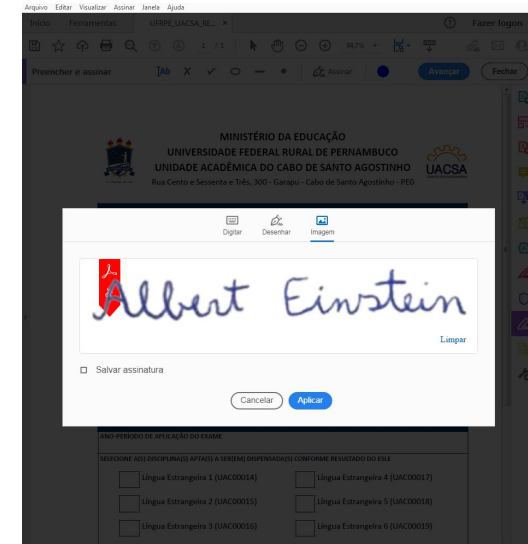 Arquivo Editar Visualizar Assinar Janela Ajuda
Início Ferramentas UFRPE_UACSA_RE... × Fazer logon
1 / 1 94,7%
Preencher e assinar Assinar Avançar Fechar
MINISTÉRIO DA EDUCAÇÃO
UNIVERSIDADE FEDERAL RURAL DE PERNAMBUCO
UNIDADE ACADÊMICA DO CABO DE SANTO AGOSTINHO
UACSA
Rua Cento e Sessenta e Três, 300 - Garapu - Cabo de Santo Agostinho - PE
Digitar Desenhar Imagem
Albert Einstein
Limpar
Salvar assinatura
Cancelar Aplicar
ANO-PERÍODO DE APLICAÇÃO DO EXAME
SELECIONE A(S) DISCIPLINA(S) APTA(S) A SER(EM) DISPENSADA(S) CONFORME RESULTADO DO ESLE
Língua Estrangeira 1 (UAC00014) Língua Estrangeira 4 (UAC00017)
Língua Estrangeira 2 (UAC00015) Língua Estrangeira 5 (UAC00018)
Língua Estrangeira 3 (UAC00016) Língua Estrangeira 6 (UAC00019)